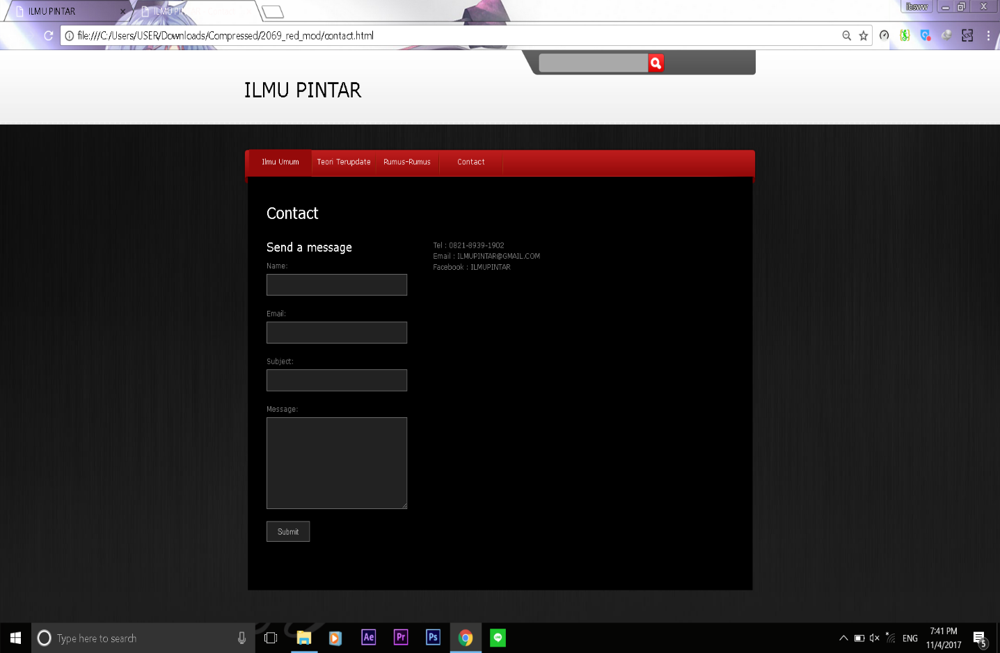 ILMU PINTAR
ILMU PI
ibsww
file:///C:/Users/USER/Downloads/Compressed/2069_red_mod/contact.html
ILMU PINTAR
Ilmu Umum Teori Terupdate Rumus-Rumus Contact
Contact
Send a message
Name:
Email:
Subject:
Message:
Submit
Tel : 0821-8939-1902
Email : ILMUPINTAR@GMAIL.COM
Facebook : ILMUPINTAR
Type here to search
Ae
Pr
Ps
LINE
ENG
7:41 PM
11/4/2017
5